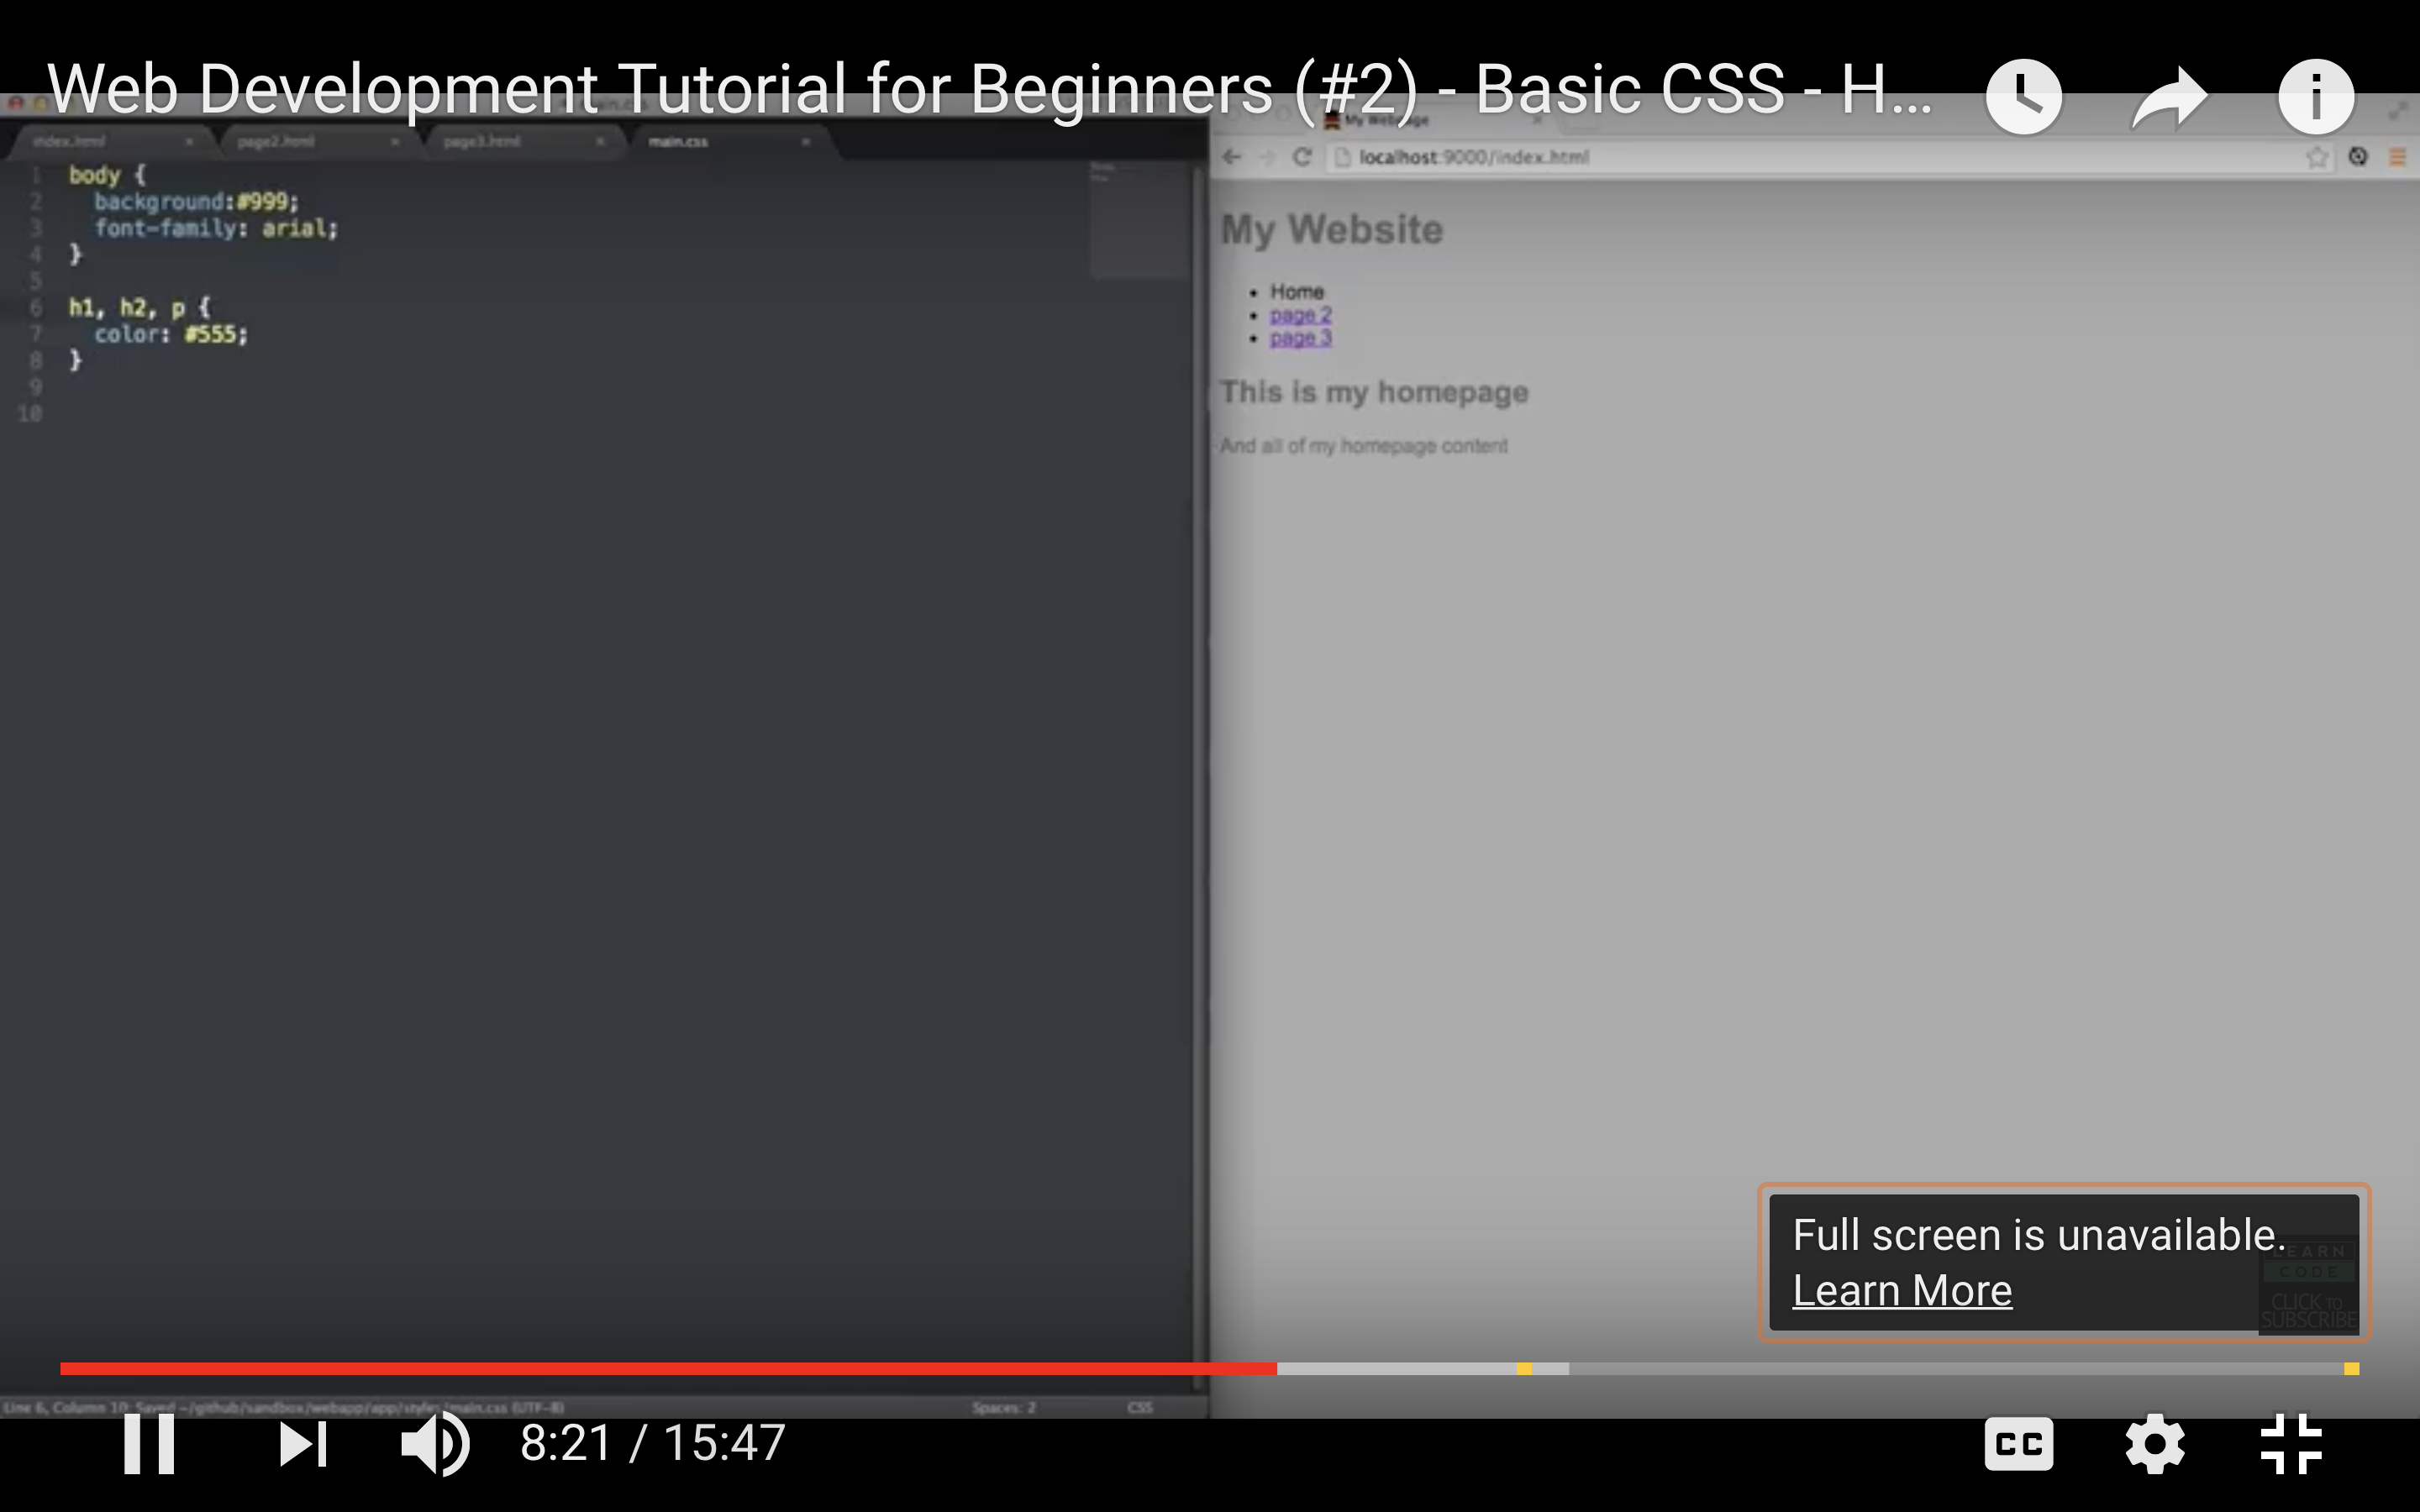 Web Development Tutorial for Beginners (#2) - Basic CSS - H...
index.html
page2.html
page3.html
main.css
1 body {
2 background:#999;
3 font-family: arial;
4 }
5
6 h1, h2, p {
7 color: #555;
8 }
9
10
Line 6, Column 10; Saved ~/github/sandbox/webapp/app/styles/main.css (UTF-8)
Spaces: 2
CSS
My Webpage
localhost:9000/index.html
My Website
• Home
• page 2
• page 3
This is my homepage
And all of my homepage content
Full screen is unavailable.
Learn More
LEARN
CODE
CLICK TO
SUBSCRIBE
8:21 / 15:47
CC